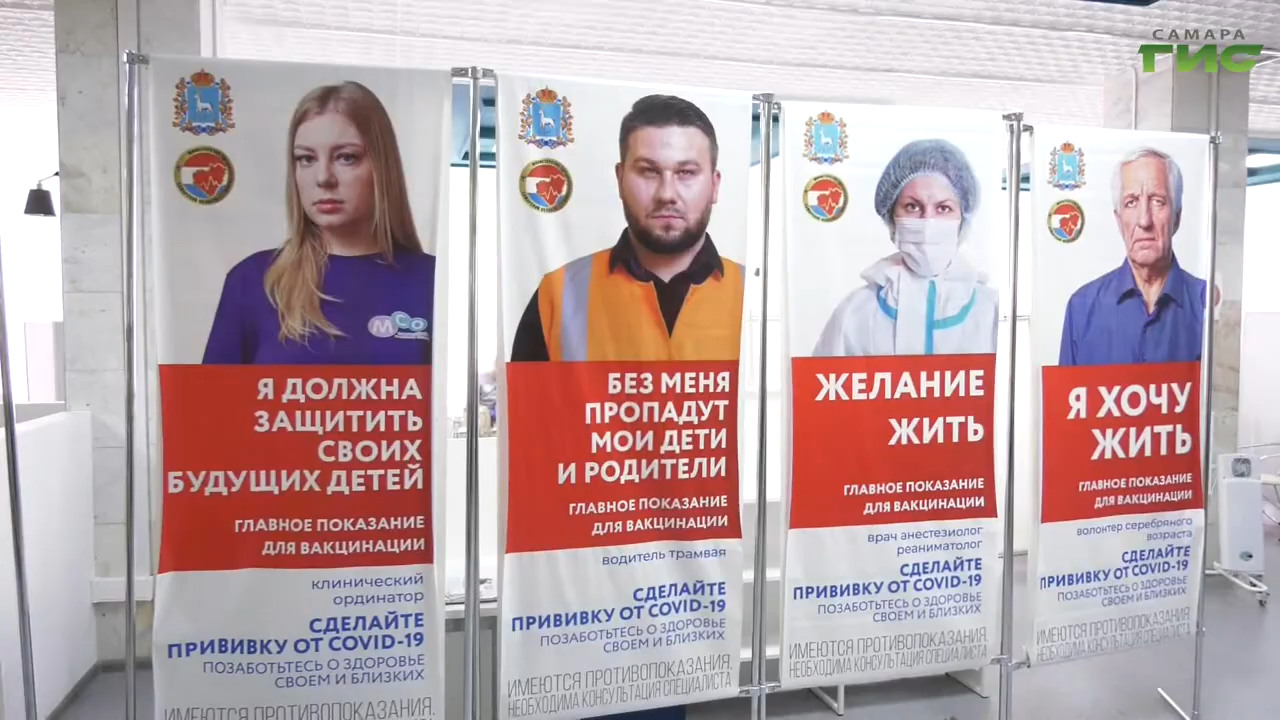 САМАРА
ГИС
Я ДОЛЖНА
ЗАЩИТИТЬ
СВОИХ
БУДУЩИХ ДЕТЕЙ
ГЛАВНОЕ ПОКАЗАНИЕ
ДЛЯ ВАКЦИНАЦИИ
клинический
ординатор
СДЕЛАЙТЕ
ПРИВИВКУ ОТ COVID-19
ПОЗАБОТЬТЕСЬ О ЗДОРОВЬЕ
СВОЕМ И БЛИЗКИХ
ИМЕЮТСЯ ПРОТИВОПОКАЗАНИЯ.
БЕЗ МЕНЯ
ПРОПАДУТ
МОИ ДЕТИ
И РОДИТЕЛИ
ГЛАВНОЕ ПОКАЗАНИЕ
ДЛЯ ВАКЦИНАЦИИ
водитель трамвая
СДЕЛАЙТЕ
ПРИВИВКУ ОТ COVID-19
ПОЗАБОТЬТЕСЬ О ЗДОРОВЬЕ
СВОЕМ И БЛИЗКИХ
ИМЕЮТСЯ ПРОТИВОПОКАЗАНИЯ.
НЕОБХОДИМА КОНСУЛЬТАЦИЯ СПЕЦИАЛИСТА
ЖЕЛАНИЕ
ЖИТЬ
ГЛАВНОЕ ПОКАЗАНИЕ
ДЛЯ ВАКЦИНАЦИИ
врач анестезиолог
реаниматолог
СДЕЛАЙТЕ
ПРИВИВКУ ОТ COVID-19
ПОЗАБОТЬТЕСЬ О ЗДОРОВЬЕ
СВОЕМ И БЛИЗКИХ
ИМЕЮТСЯ ПРОТИВОПОКАЗАНИЯ.
НЕОБХОДИМА КОНСУЛЬТАЦИЯ СПЕЦИАЛИСТА
Я ХОЧУ
ЖИТЬ
ГЛАВНОЕ ПОКАЗАНИЕ
ДЛЯ ВАКЦИНАЦИИ
волонтер серебряного
возраста
СДЕЛАЙТЕ
ПРИВИВКУ ОТ COVID-19
ПОЗАБОТЬТЕСЬ О ЗДОРОВЬЕ
СВОЕМ И БЛИЗКИХ
ИМЕЮТСЯ ПРОТИВОПОКАЗАНИЯ.
НЕОБХОДИМА КОНСУЛЬТАЦИЯ СПЕЦИАЛИСТА